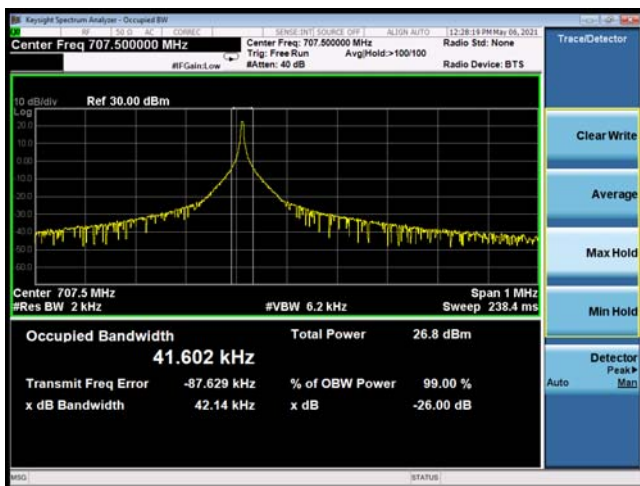 Keysight Spectrum Analyzer - Occupied BW
RF 50 Ω AC CORREC SENSE:INT SOURCE OFF ALIGN AUTO 12:28:19 PM May 06, 2021
Center Freq 707.500000 MHz Center Freq: 707.500000 MHz Radio Std: None
Trig: Free Run Avg|Hold:>100/100
#IFGain:Low #Atten: 40 dB Radio Device: BTS
Trace/Detector
10 dB/div Ref 30.00 dBm
Log
20.0
10.0
0.00
-10.0
-20.0
-30.0
-40.0
-50.0
-60.0
Center 707.5 MHz Span 1 MHz
#Res BW 2 kHz #VBW 6.2 kHz Sweep 238.4 ms
Occupied Bandwidth Total Power 26.8 dBm
41.602 kHz
Transmit Freq Error -87.629 kHz % of OBW Power 99.00 %
x dB Bandwidth 42.14 kHz x dB -26.00 dB
Clear Write
Average
Max Hold
Min Hold
Detector
Peak▶
Auto Man
MSG STATUS